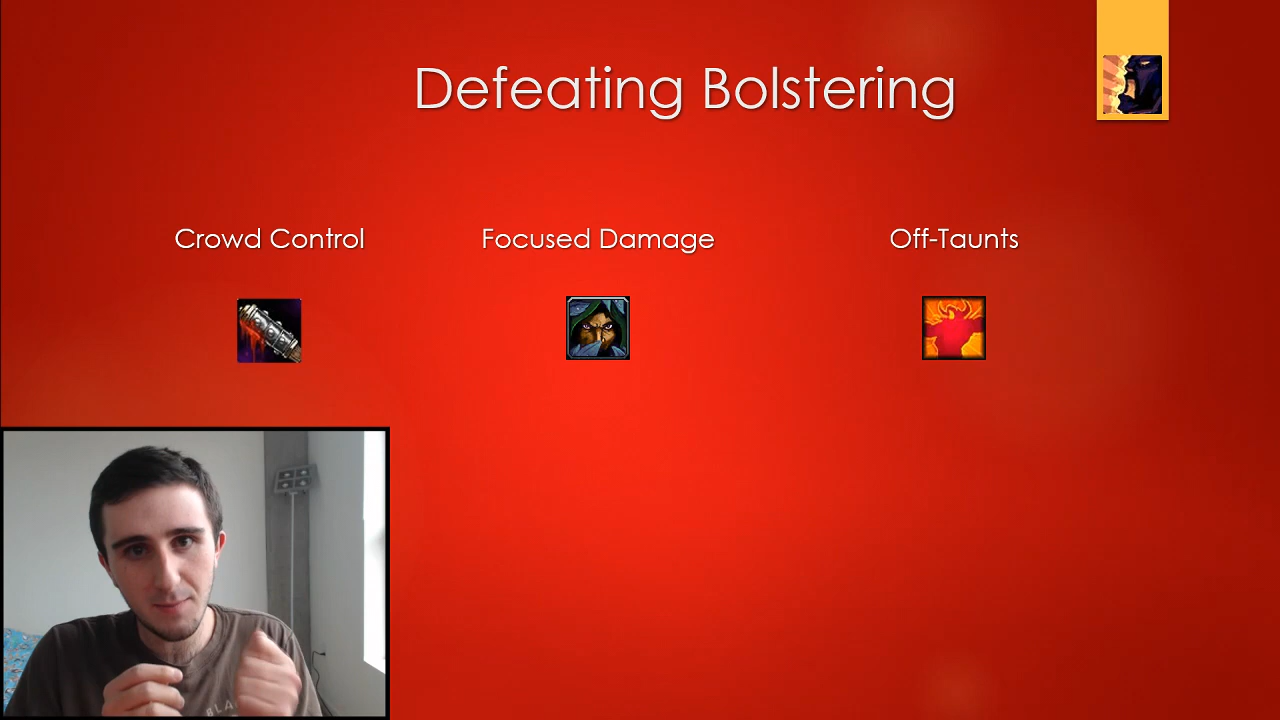 Defeating Bolstering
Crowd Control
Focused Damage
Off-Taunts